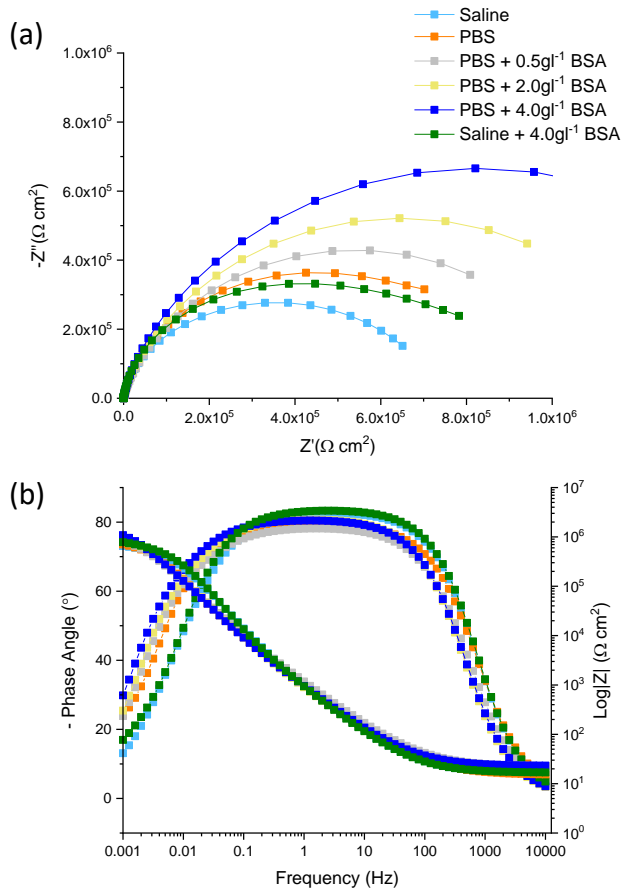 (a)
Saline
PBS
PBS + 0.5gl⁻¹ BSA
PBS + 2.0gl⁻¹ BSA
PBS + 4.0gl⁻¹ BSA
Saline + 4.0gl⁻¹ BSA
1.0x10⁶
8.0x10⁵
6.0x10⁵
4.0x10⁵
2.0x10⁵
0.0
-Z''(Ω cm²)
0.0 2.0x10⁵ 4.0x10⁵ 6.0x10⁵ 8.0x10⁵ 1.0x10⁶
Z'(Ω cm²)
(b)
80
60
40
20
0
- Phase Angle (°)
10⁷
10⁶
10⁵
10⁴
10³
10²
10¹
10⁰
Log|Z| (Ω cm²)
0.001 0.01 0.1 1 10 100 1000 10000
Frequency (Hz)